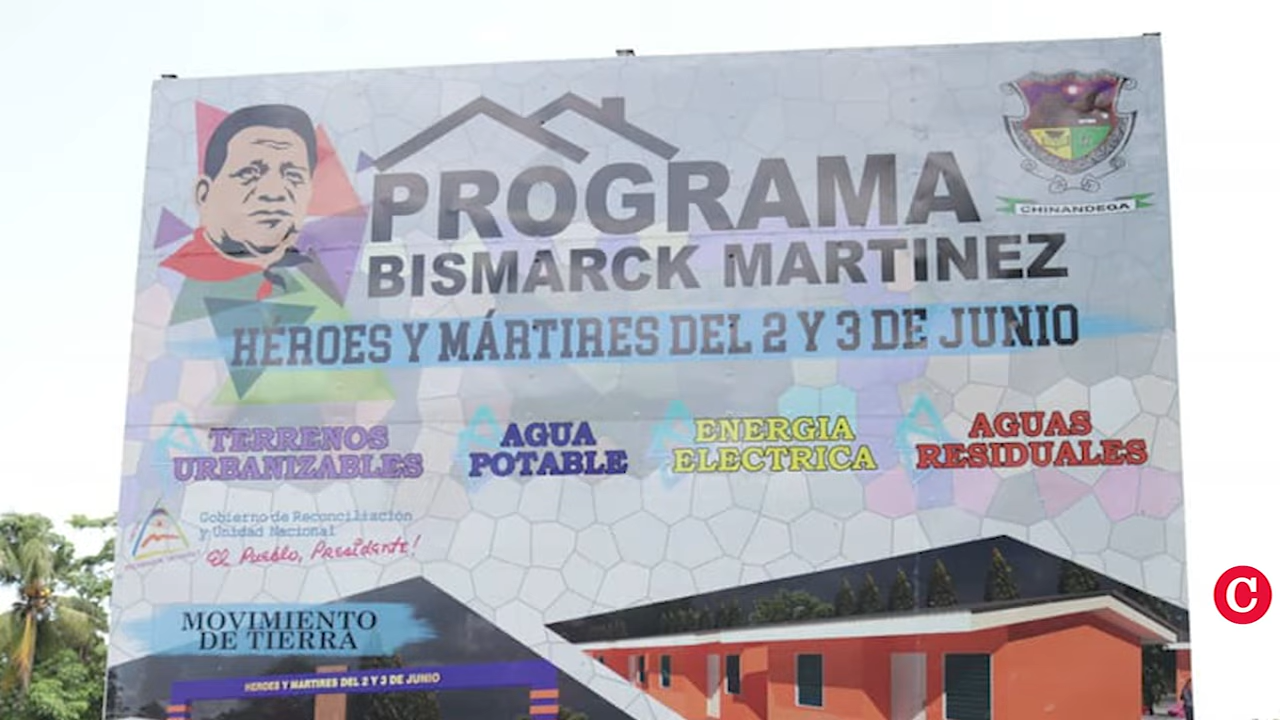 PROGRAMA
BISMARCK MARTINEZ
HÉROES Y MÁRTIRES DEL 2 Y 3 DE JUNIO
CHINANDEGA
TERRENOS
URBANIZABLES
AGUA
POTABLE
ENERGIA
ELECTRICA
AGUAS
RESIDUALES
Gobierno de Reconciliación
y Unidad Nacional
El Pueblo, Presidente!
MOVIMIENTO
DE TIERRA
HEROES Y MARTIRES DEL 2 Y 3 DE JUNIO
C